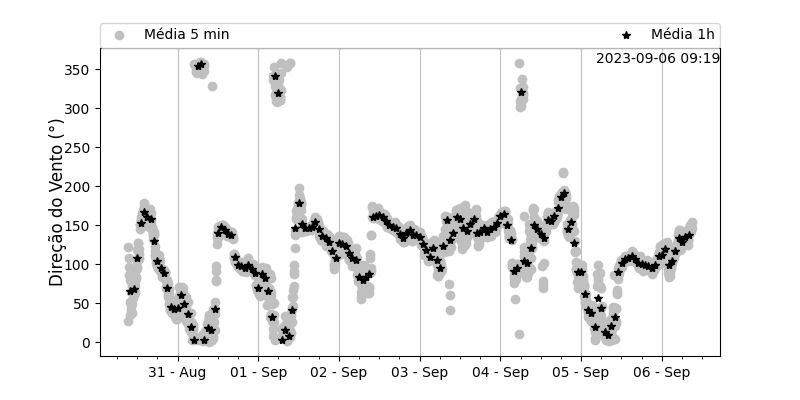 Média 5 min
Média 1h
2023-09-06 09:19
Direção do Vento (°)
350
300
250
200
150
100
50
0
31 - Aug
01 - Sep
02 - Sep
03 - Sep
04 - Sep
05 - Sep
06 - Sep